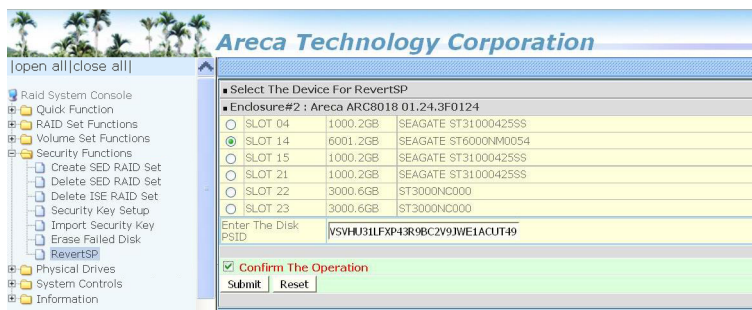 Areca Technology Corporation
|open all|close all|
Raid System Console
Quick Function
RAID Set Functions
Volume Set Functions
Security Functions
Create SED RAID Set
Delete SED RAID Set
Delete ISE RAID Set
Security Key Setup
Import Security Key
Erase Failed Disk
RevertSP
Physical Drives
System Controls
Information
Select The Device For RevertSP
Enclosure#2 : Areca ARC8018 01.24.3F0124
SLOT 04 1000.2GB SEAGATE ST31000425SS
SLOT 14 6001.2GB SEAGATE ST6000NM0054
SLOT 15 1000.2GB SEAGATE ST31000425SS
SLOT 21 1000.2GB SEAGATE ST31000425SS
SLOT 22 3000.6GB ST3000NC000
SLOT 23 3000.6GB ST3000NC000
Enter The Disk PSID VSVHU31LFXP43R9BC2V9JWE1ACUT49
Confirm The Operation
Submit Reset